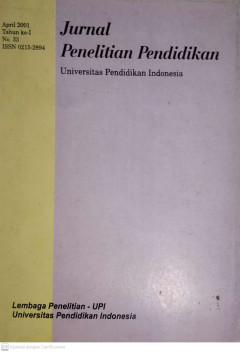 April 2001
Tahun ke-I
No. 33
ISSN 0215-2894
Jurnal
Penelitian Pendidikan
Universitas Pendidikan Indonesia
Lembaga Penelitian - UPI
Universitas Pendidikan Indonesia